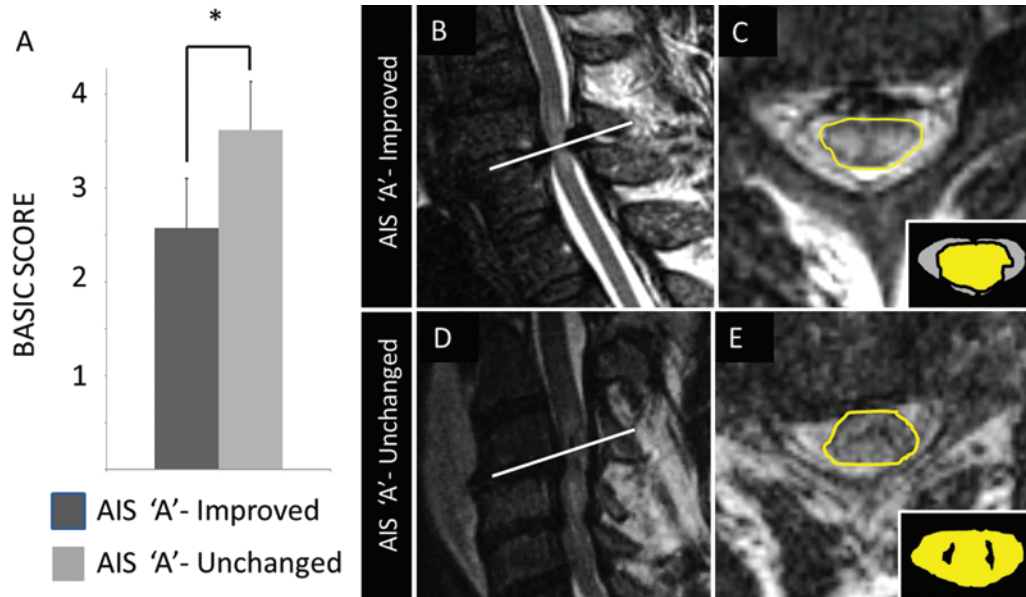 A
*
BASIC SCORE
4
3
2
1
AIS 'A'- Improved
AIS 'A'- Unchanged
AIS 'A'- Improved
B
C
AIS 'A'- Unchanged
D
E